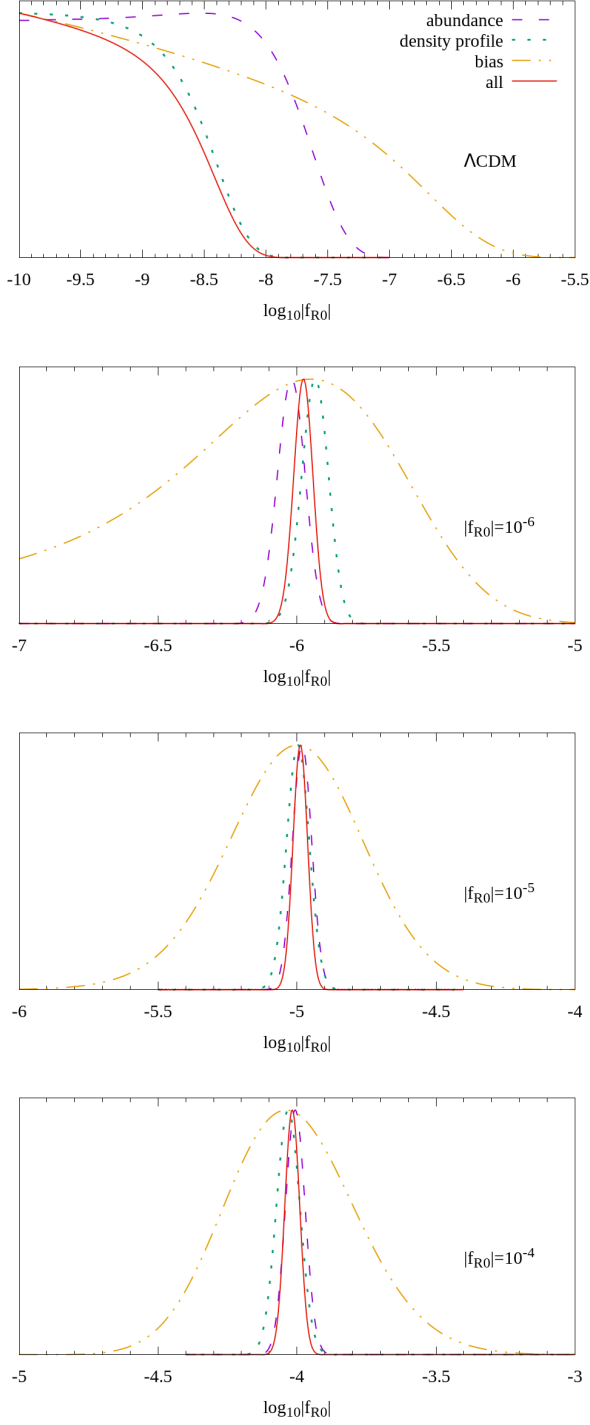 abundance
density profile
bias
all
ΛCDM
-10 -9.5 -9 -8.5 -8 -7.5 -7 -6.5 -6 -5.5
log10|fR0|
|fR0|=10-6
-7 -6.5 -6 -5.5 -5
log10|fR0|
|fR0|=10-5
-6 -5.5 -5 -4.5 -4
log10|fR0|
|fR0|=10-4
-5 -4.5 -4 -3.5 -3
log10|fR0|